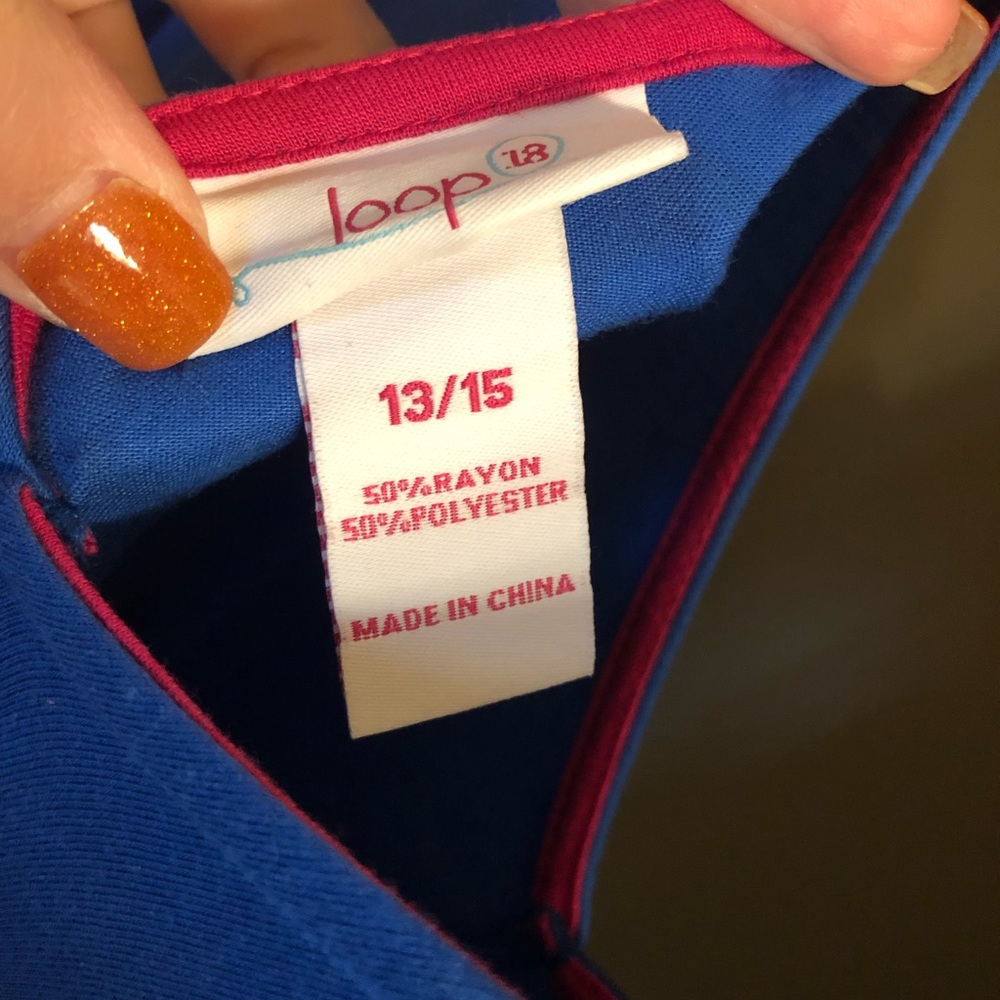 loop 18
13/15
50%RAYON
50%POLYESTER
MADE IN CHINA